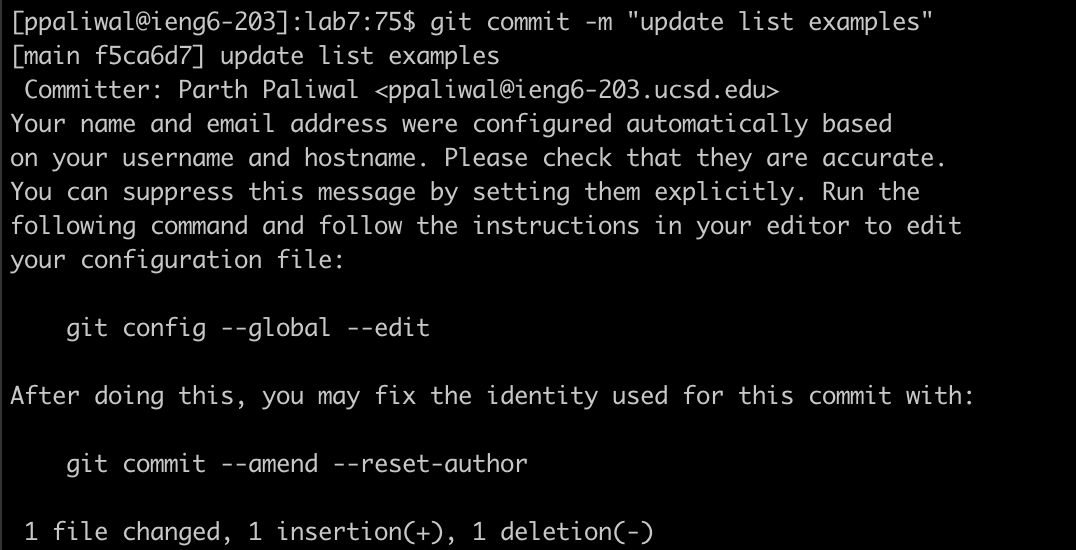 [ppaliwal@ieng6-203]:lab7:75$ git commit -m "update list examples"
[main f5ca6d7] update list examples
 Committer: Parth Paliwal <ppaliwal@ieng6-203.ucsd.edu>
Your name and email address were configured automatically based
on your username and hostname. Please check that they are accurate.
You can suppress this message by setting them explicitly. Run the
following command and follow the instructions in your editor to edit
your configuration file:

    git config --global --edit

After doing this, you may fix the identity used for this commit with:

    git commit --amend --reset-author

 1 file changed, 1 insertion(+), 1 deletion(-)